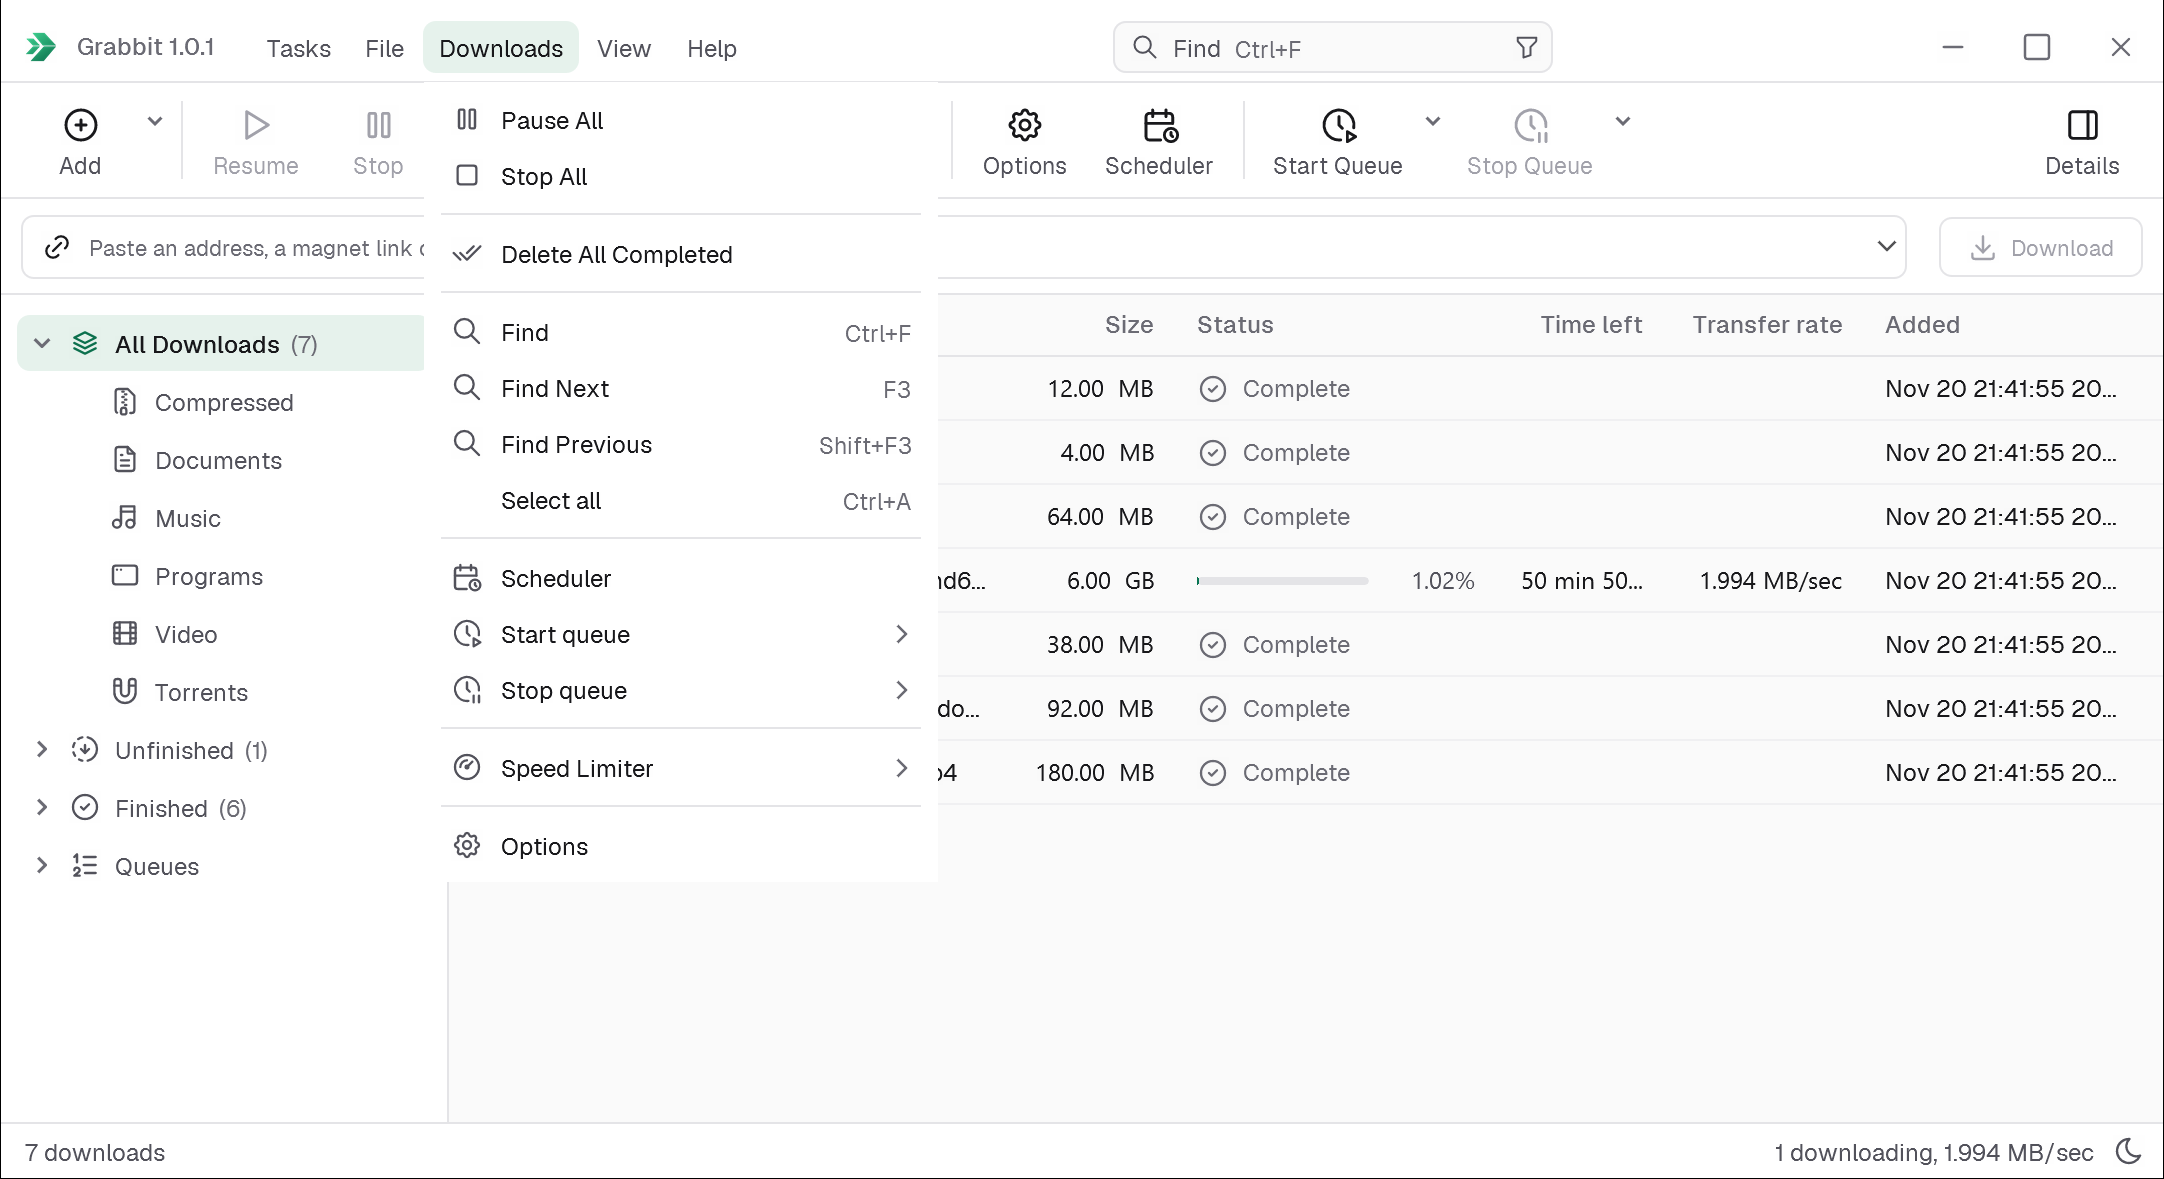 Grabbit 1.0.1 Tasks File Downloads View Help Find Ctrl+F
Add Resume Stop Options Scheduler Start Queue Stop Queue Details
Pause All
Stop All
Paste an address, a magnet link Download
Delete All Completed
Size Status Time left Transfer rate Added
Find Ctrl+F
Find Next F3
Find Previous Shift+F3
Select all Ctrl+A
Scheduler
Start queue
Stop queue
Speed Limiter
Options
All Downloads (7)
Compressed
Documents
Music
Programs
Video
Torrents
Unfinished (1)
Finished (6)
Queues
12.00 MB Complete Nov 20 21:41:55 20...
4.00 MB Complete Nov 20 21:41:55 20...
64.00 MB Complete Nov 20 21:41:55 20...
nd6... 6.00 GB 1.02% 50 min 50... 1.994 MB/sec Nov 20 21:41:55 20...
38.00 MB Complete Nov 20 21:41:55 20...
do... 92.00 MB Complete Nov 20 21:41:55 20...
p4 180.00 MB Complete Nov 20 21:41:55 20...
7 downloads 1 downloading, 1.994 MB/sec